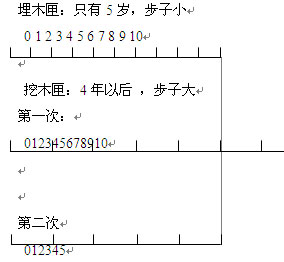 埋木匣：只有 5 岁，步子小
0 1 2 3 4 5 6 7 8 9 10
挖木匣：4 年以后 ，步子大
第一次：
012345678910
第二次
012345